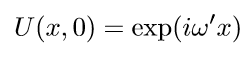 U(x, 0) = exp(iω′x)